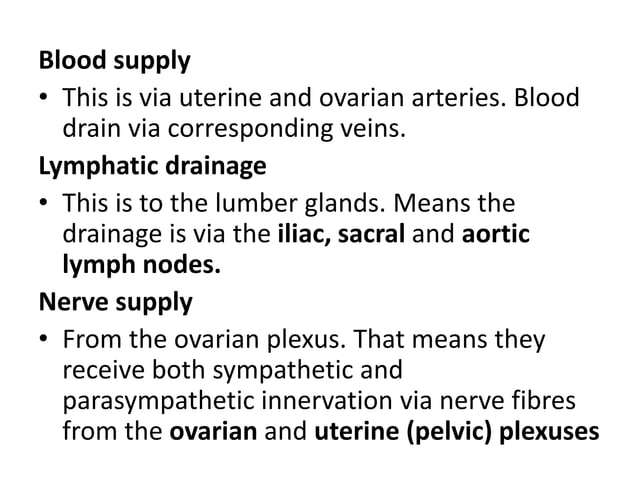 Blood supply
• This is via uterine and ovarian arteries. Blood
drain via corresponding veins.
Lymphatic drainage
• This is to the lumber glands. Means the
drainage is via the iliac, sacral and aortic
lymph nodes.
Nerve supply
• From the ovarian plexus. That means they
receive both sympathetic and
parasympathetic innervation via nerve fibres
from the ovarian and uterine (pelvic) plexuses